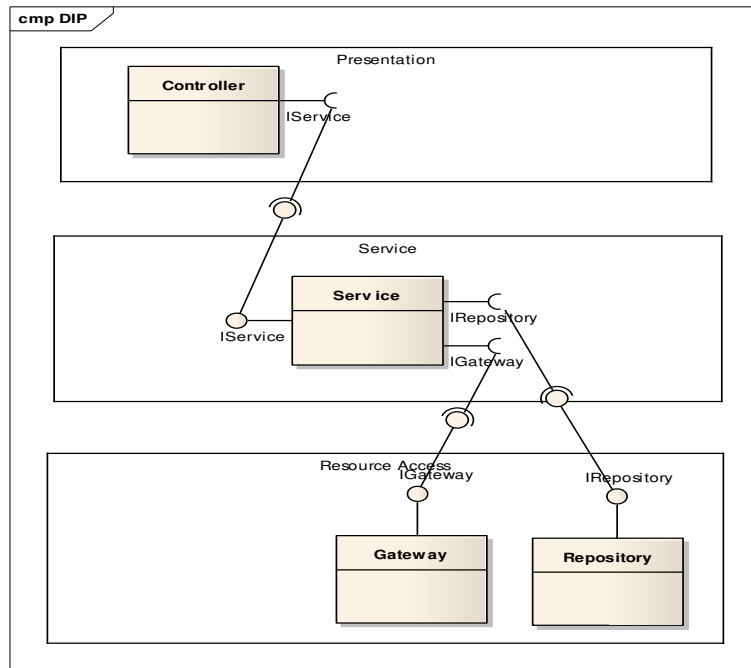 cmp DIP
Presentation
Controller
IService
Service
Service
IRepository
IService
IGateway
Resource Access
IGateway
IRepository
Gateway
Repository